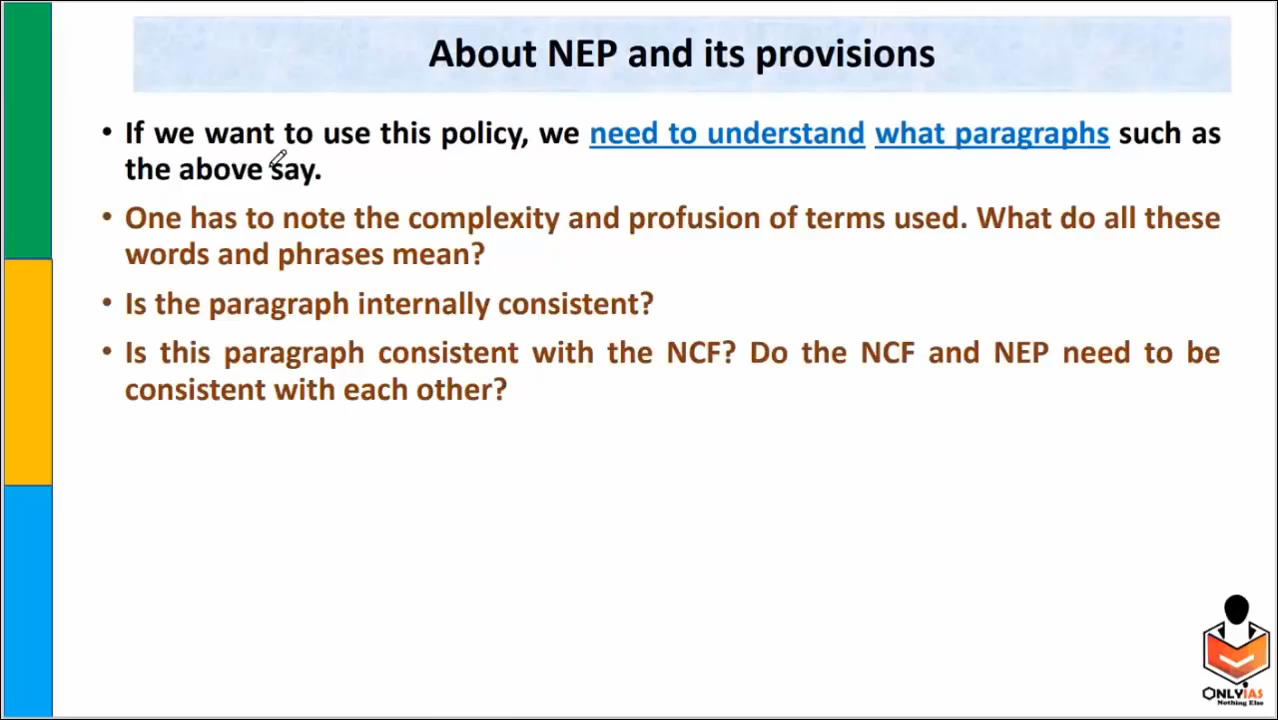 About NEP and its provisions
• If we want to use this policy, we need to understand what paragraphs such as
the above say.
• One has to note the complexity and profusion of terms used. What do all these
words and phrases mean?
• Is the paragraph internally consistent?
• Is this paragraph consistent with the NCF? Do the NCF and NEP need to be
consistent with each other?
ONLYIAS
Nothing Else